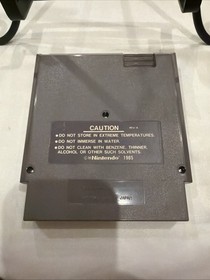 CAUTION
●DO NOT STORE IN EXTREME TEMPERATURES.
●DO NOT IMMERSE IN WATER.
●DO NOT CLEAN WITH BENZENE, THINNER,
ALCOHOL OR OTHER SUCH SOLVENTS.
©Nintendo 1985
JAPAN